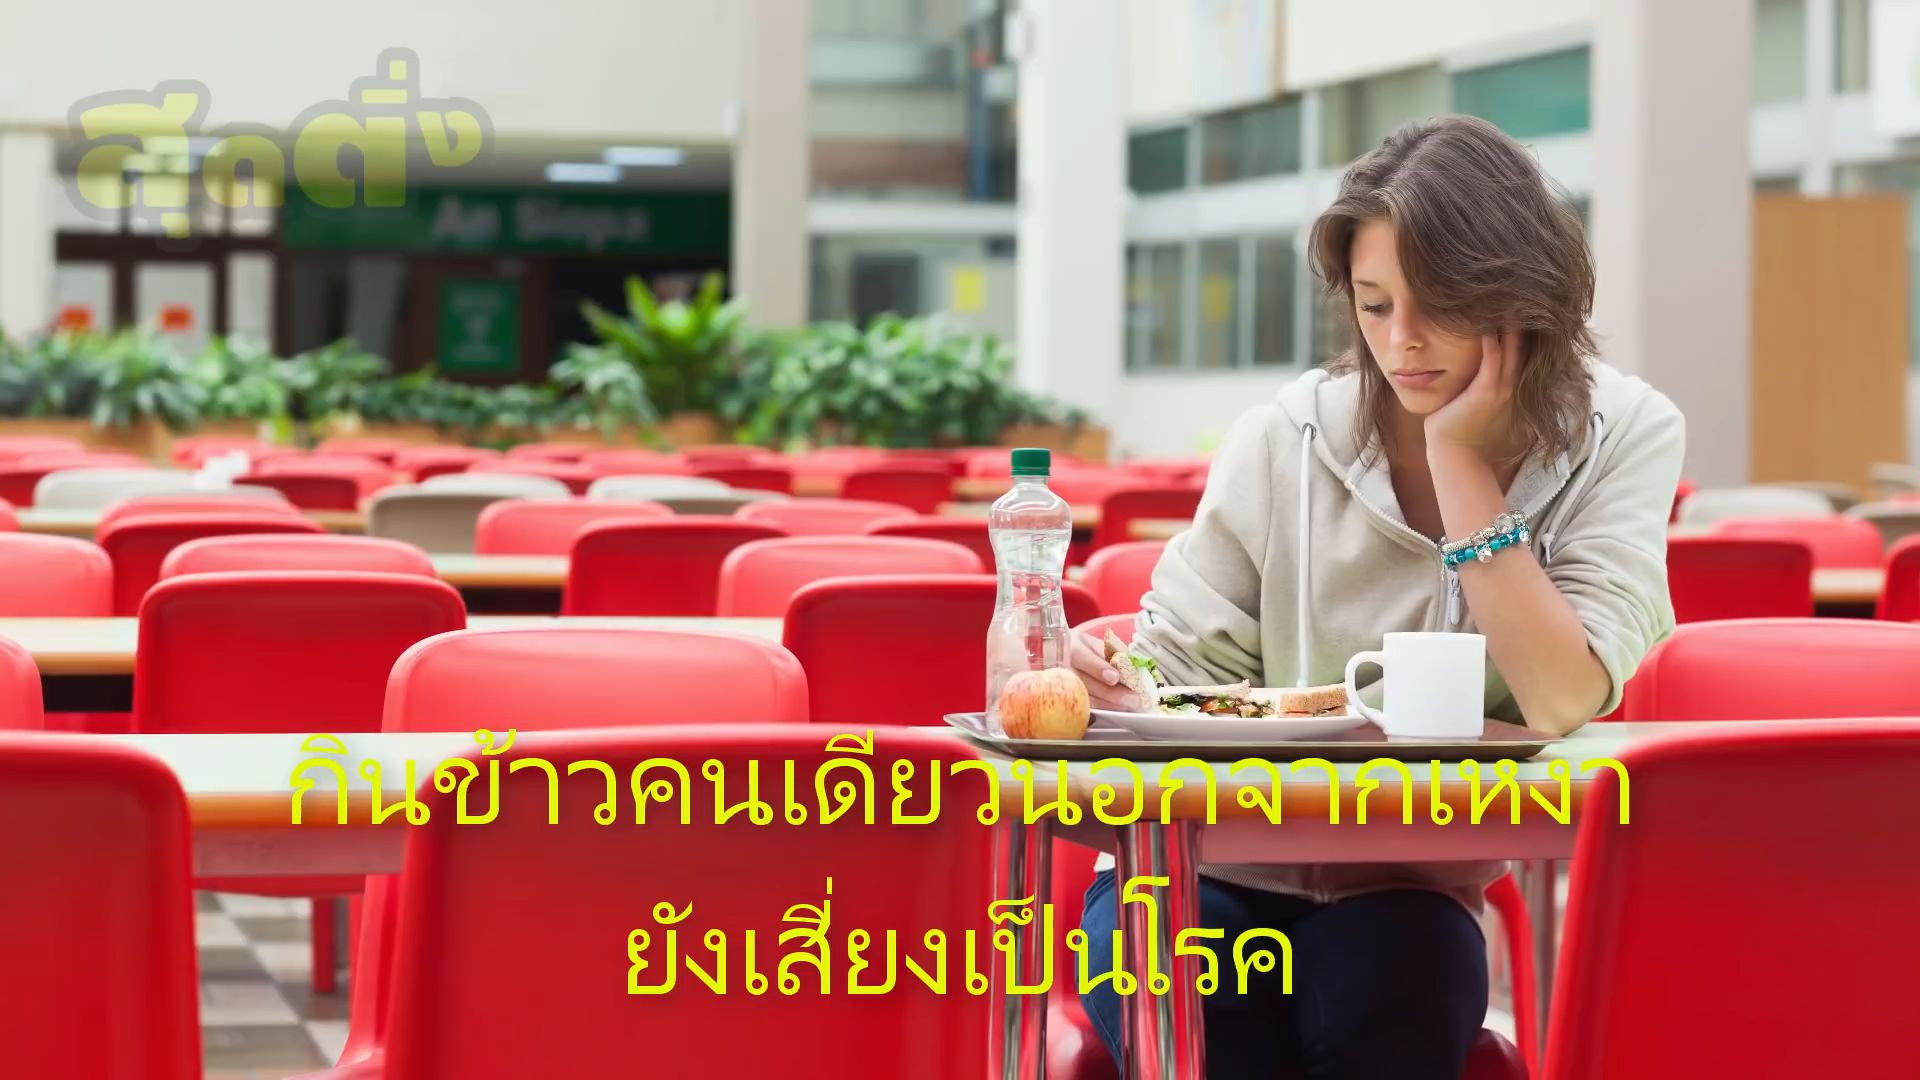 สุดติ่ง
กินข้าวคนเดียวนอกจากเหงา
ยังเสี่ยงเป็นโรค